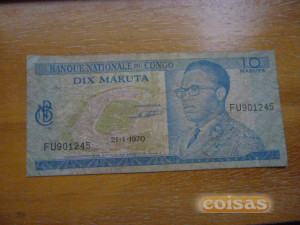 BANQUE NATIONALE DU CONGO
10
MAKUTA
DIX MAKUTA
FU901245
21-1-1970
FU901245
coisas